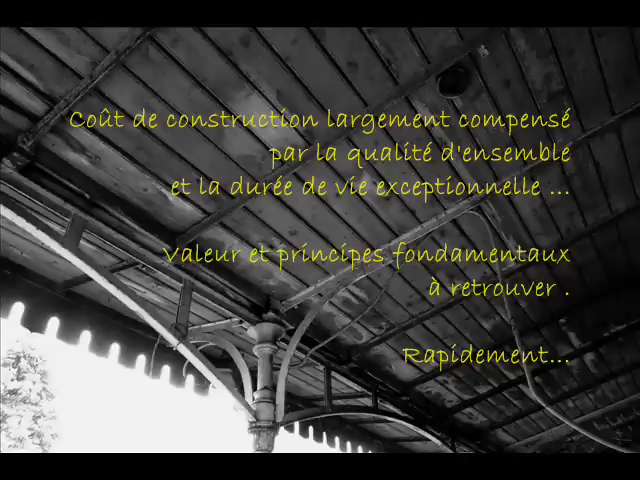 Coût de construction largement compensé
par la qualité d'ensemble
et la durée de vie exceptionnelle ...
Valeur et principes fondamentaux
à retrouver .
Rapidement...